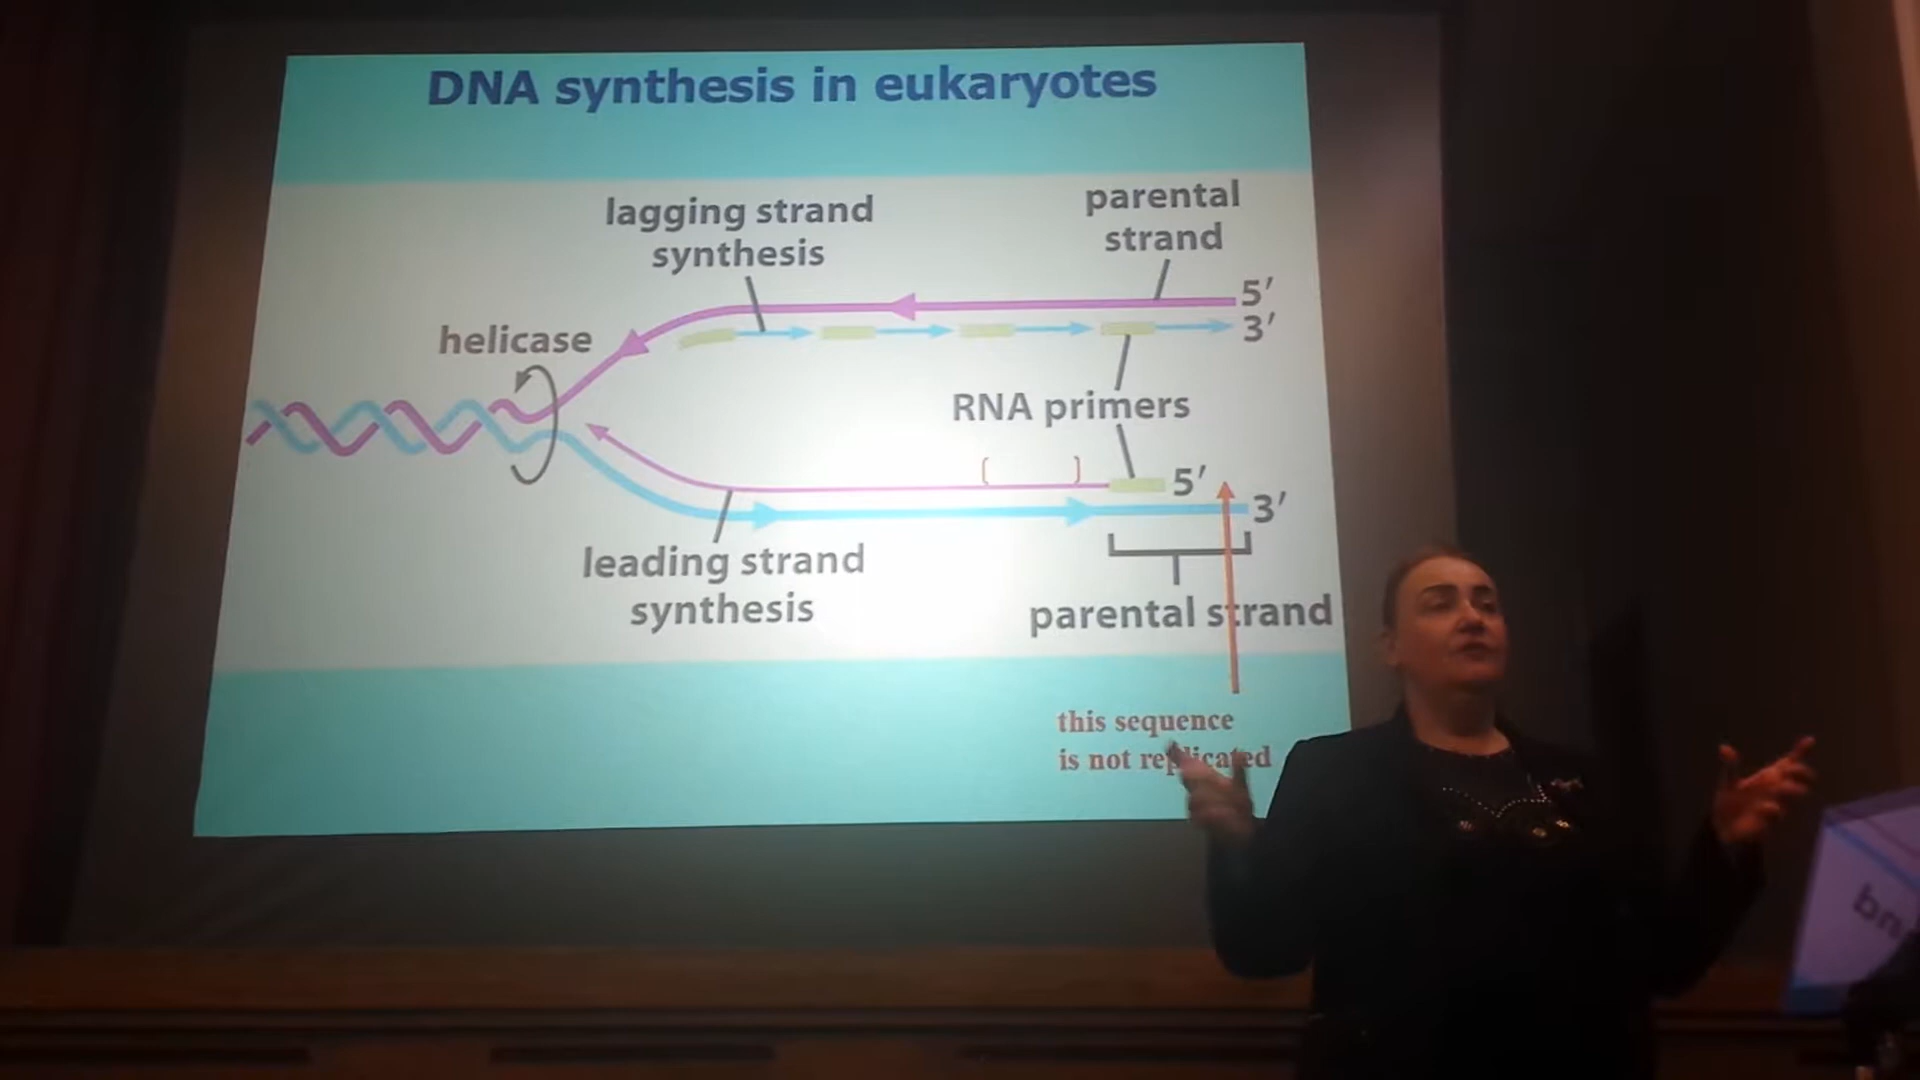 DNA synthesis in eukaryotes
lagging strand
synthesis
parental
strand
5′
3′
helicase
RNA primers
5′
3′
leading strand
synthesis
parental strand
this sequence
is not replicated